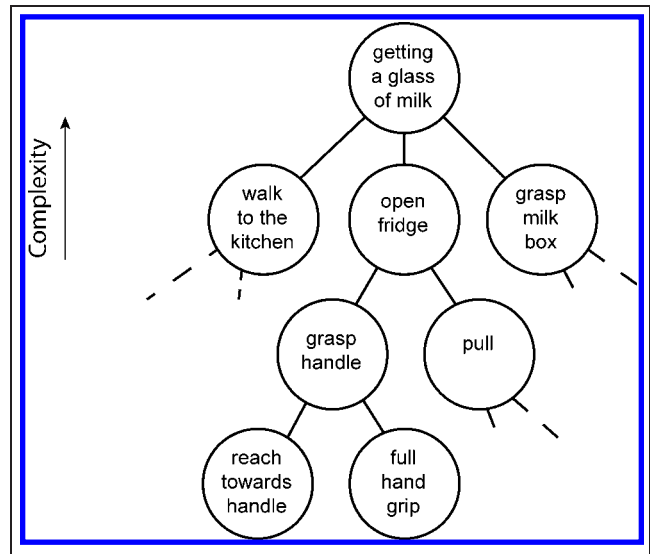 getting
a glass
of milk
Complexity
walk
to the
kitchen
open
fridge
grasp
milk
box
grasp
handle
pull
reach
towards
handle
full
hand
grip